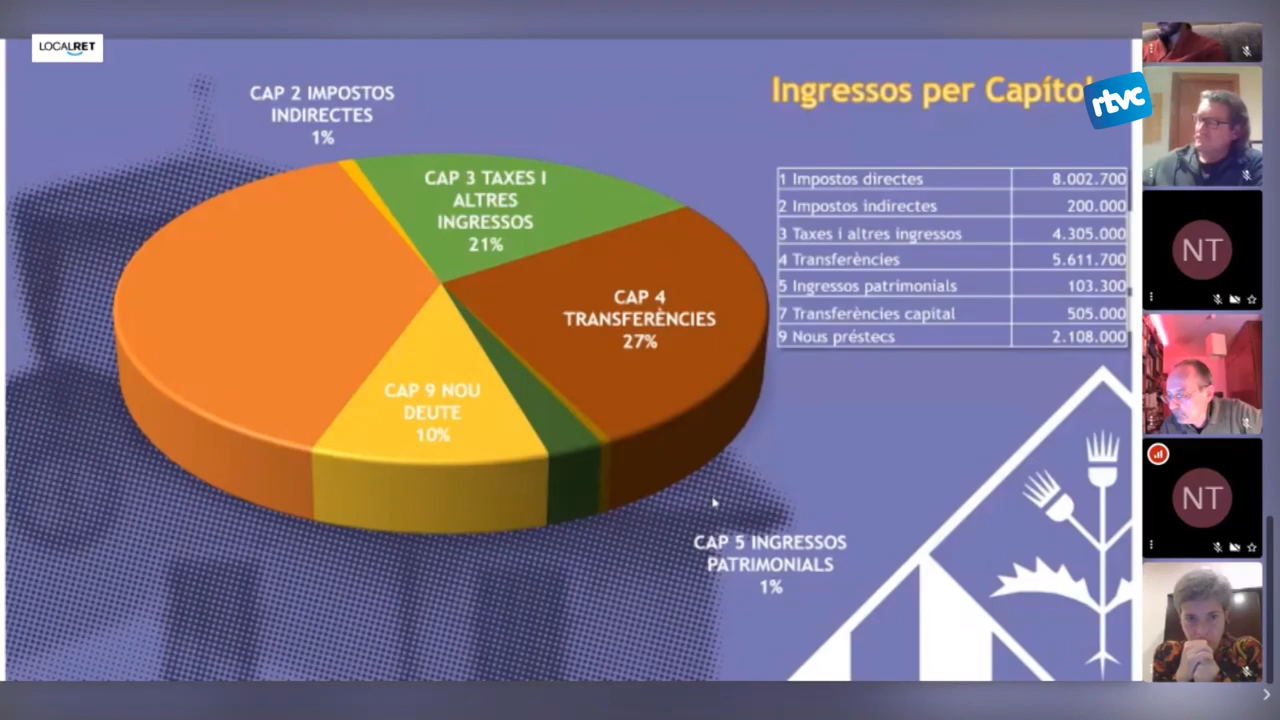 LOCALRET
CAP 2 IMPOSTOS
INDIRECTES
1%
CAP 3 TAXES I
ALTRES
INGRESSOS
21%
CAP 4
TRANSFERÈNCIES
27%
CAP 9 NOU
DEUTE
10%
CAP 5 INGRESSOS
PATRIMONIALS
1%
Ingressos per
rtvc
1 Impostos directes 8.002.700
2 Impostos indirectes 200.000
3 Taxes i altres ingressos 4.305.000
4 Transferències 5.611.700
5 Ingressos patrimonials 103.300
7 Transferències capital 505.000
9 Nous préstecs 2.108.000
NT
NT